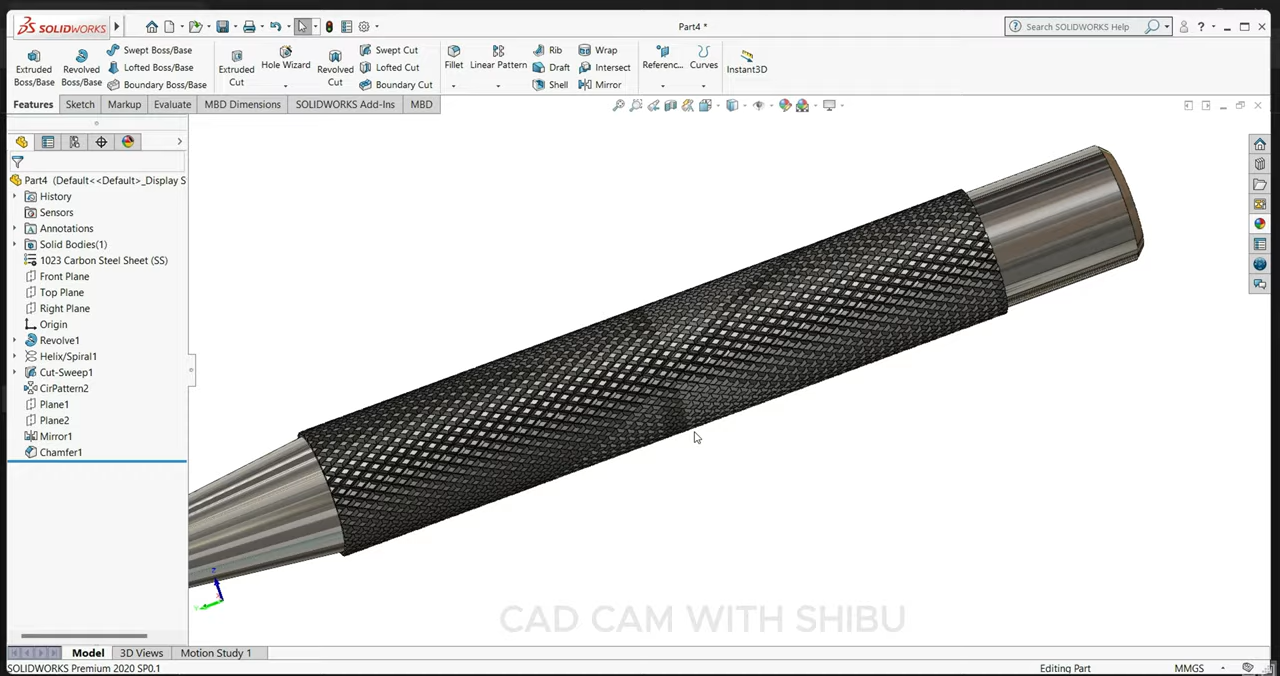 SOLIDWORKS
Part4 *
Search SOLIDWORKS Help
Extruded Boss/Base
Revolved Boss/Base
Swept Boss/Base
Lofted Boss/Base
Boundary Boss/Base
Extruded Cut
Hole Wizard
Revolved Cut
Swept Cut
Lofted Cut
Boundary Cut
Fillet
Linear Pattern
Rib
Draft
Shell
Wrap
Intersect
Mirror
Referenc...
Curves
Instant3D
Features Sketch Markup Evaluate MBD Dimensions SOLIDWORKS Add-Ins MBD
Part4 (Default<<Default>_Display S
History
Sensors
Annotations
Solid Bodies(1)
1023 Carbon Steel Sheet (SS)
Front Plane
Top Plane
Right Plane
Origin
Revolve1
Helix/Spiral1
Cut-Sweep1
CirPattern2
Plane1
Plane2
Mirror1
Chamfer1
Z
Y
CAD CAM WITH SHIBU
Model 3D Views Motion Study 1
SOLIDWORKS Premium 2020 SP0.1
Editing Part
MMGS